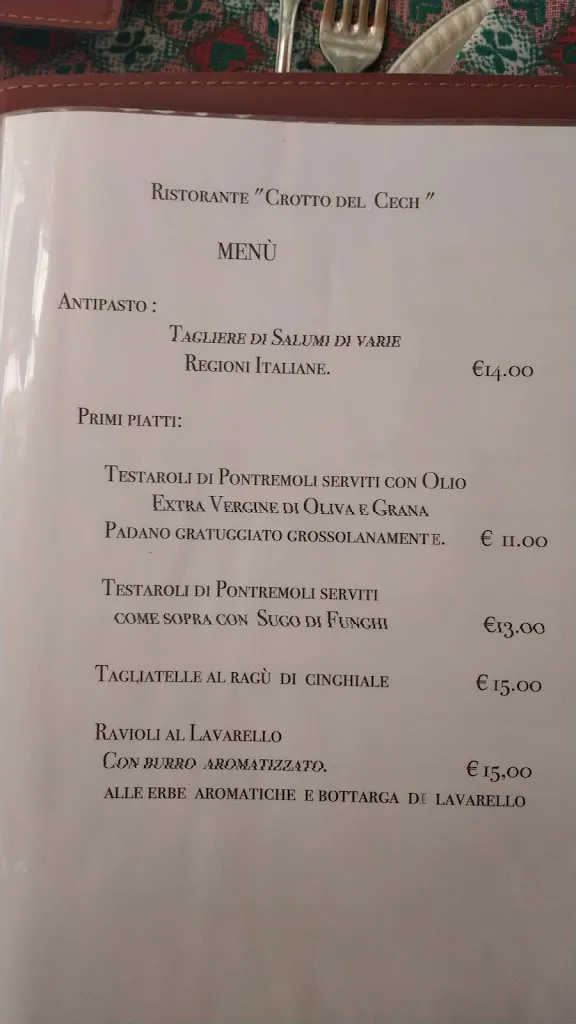 Ristorante "Crotto del Cech"
MENÙ
Antipasto :
Tagliere di Salumi di varie
Regioni Italiane. €14.00
Primi piatti:
Testaroli di Pontremoli serviti con Olio
Extra Vergine di Oliva e Grana
Padano gratuggiato grossolanamente. € 11.00
Testaroli di Pontremoli serviti
come sopra con Sugo di Funghi €13.00
Tagliatelle al ragù di cinghiale € 15.00
Ravioli al Lavarello
Con burro aromatizzato. € 15,00
alle erbe aromatiche e bottarga di lavarello